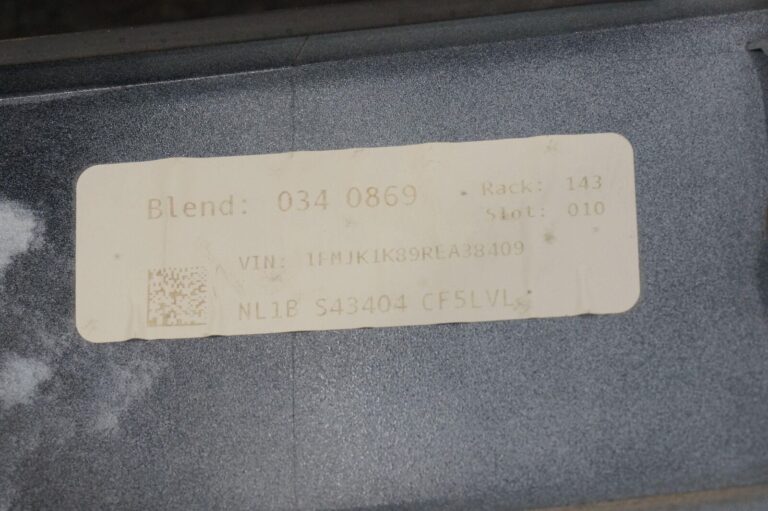 Blend: 034 0869
Rack: 143
Slot: 010
VIN: 1FMJK1K89REA38409
NL1B S43404 CF5LVL